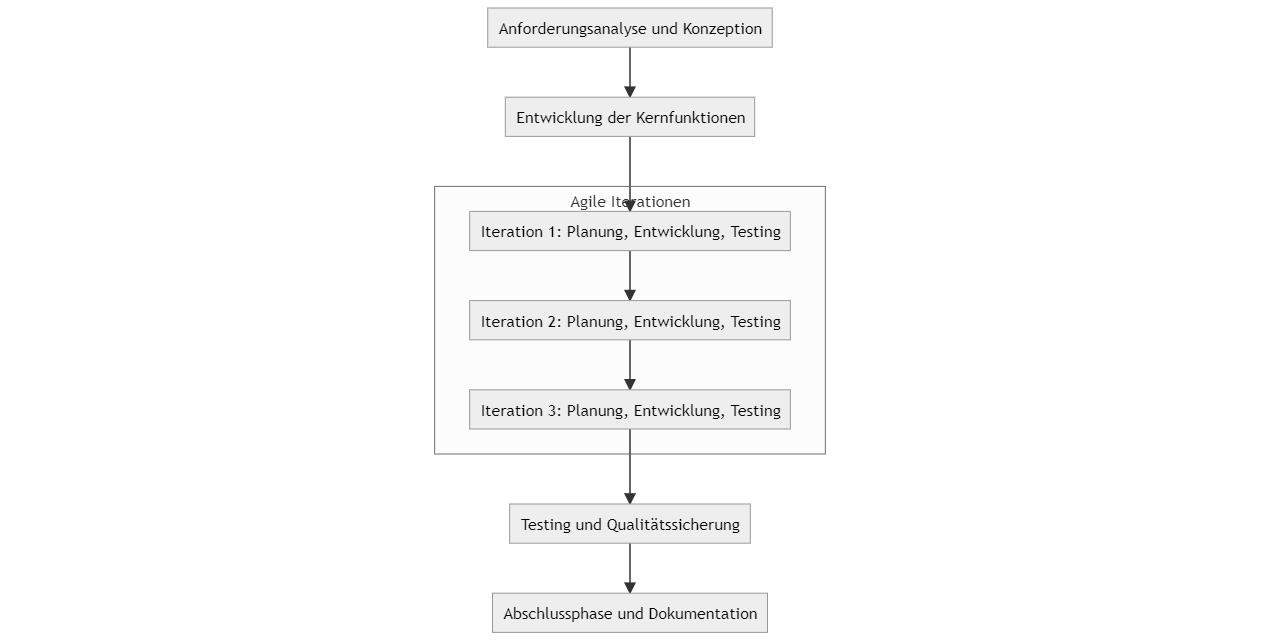 Anforderungsanalyse und Konzeption
Entwicklung der Kernfunktionen
Agile Iterationen
Iteration 1: Planung, Entwicklung, Testing
Iteration 2: Planung, Entwicklung, Testing
Iteration 3: Planung, Entwicklung, Testing
Testing und Qualitätssicherung
Abschlussphase und Dokumentation